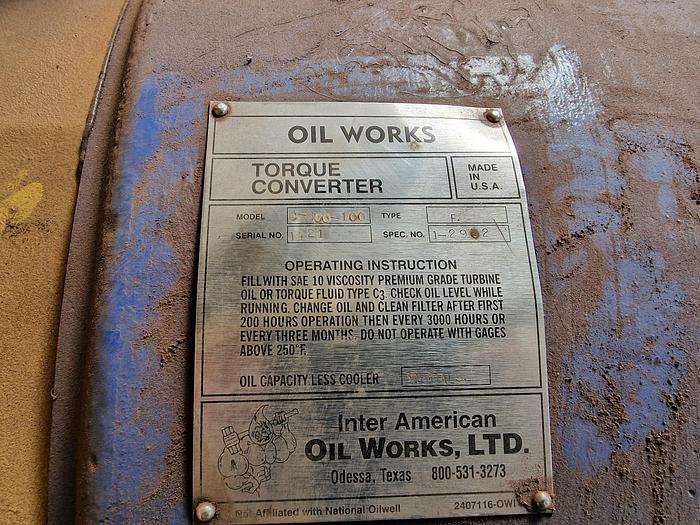 OIL WORKS
TORQUE
CONVERTER
MADE
IN
U.S.A.
MODEL TYPE
SERIAL NO. SPEC. NO.
OPERATING INSTRUCTION
FILL WITH SAE 10 VISCOSITY PREMIUM GRADE TURBINE
OIL OR TORQUE FLUID TYPE C3. CHECK OIL LEVEL WHILE
RUNNING. CHANGE OIL AND CLEAN FILTER AFTER FIRST
200 HOURS OPERATION THEN EVERY 3000 HOURS OR
EVERY THREE MONTHS. DO NOT OPERATE WITH GAGES
ABOVE 250°F.
OIL CAPACITY LESS COOLER
Inter American
OIL WORKS, LTD.
Odessa, Texas 800-531-3273
Not Affiliated with National Oilwell 2407116-OWI